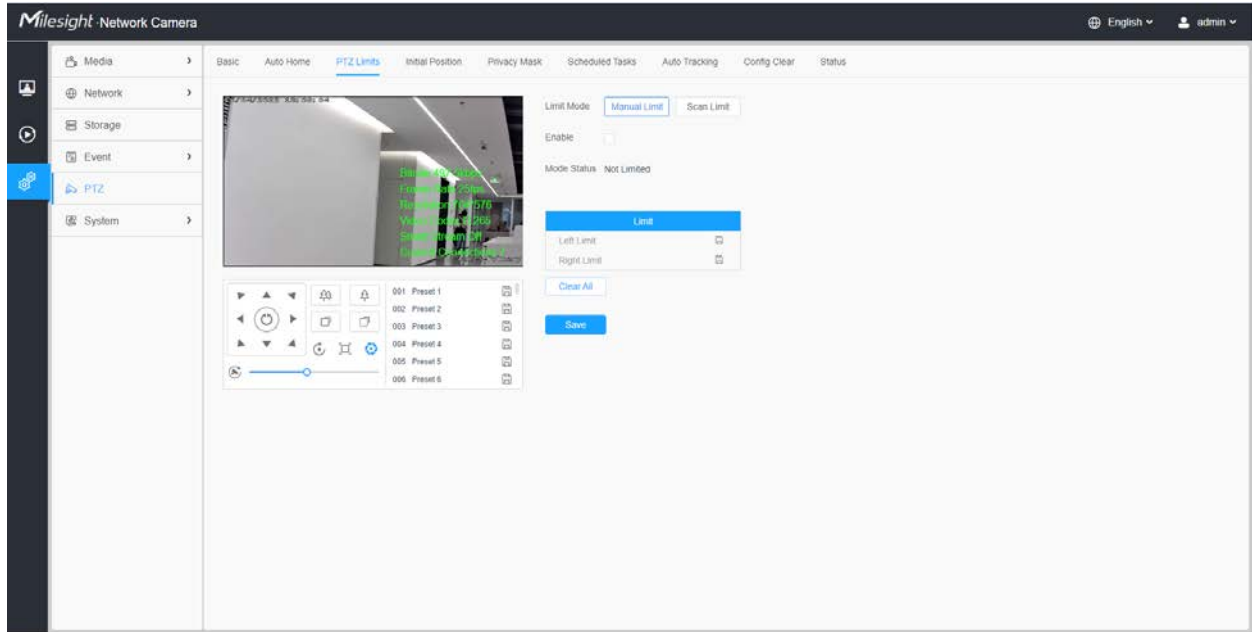 Milesight · Network Camera
English
admin
Media
Network
Storage
Event
PTZ
System
Basic
Auto Home
PTZ Limits
Initial Position
Privacy Mask
Scheduled Tasks
Auto Tracking
Config Clear
Status
Frame Rate 25fps
Limit Mode
Manual Limit
Scan Limit
Enable
Mode Status Not Limited
Limit
Left Limit
Right Limit
Clear All
Save
001 Preset 1
002 Preset 2
003 Preset 3
004 Preset 4
005 Preset 5
006 Preset 6